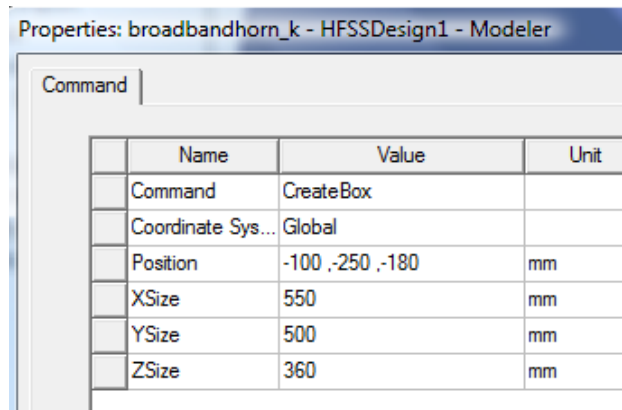 Properties: broadbandhorn_k - HFSSDesign1 - Modeler
Command
Name Value Unit
Command CreateBox
Coordinate Sys... Global
Position -100 ,-250 ,-180 mm
XSize 550 mm
YSize 500 mm
ZSize 360 mm